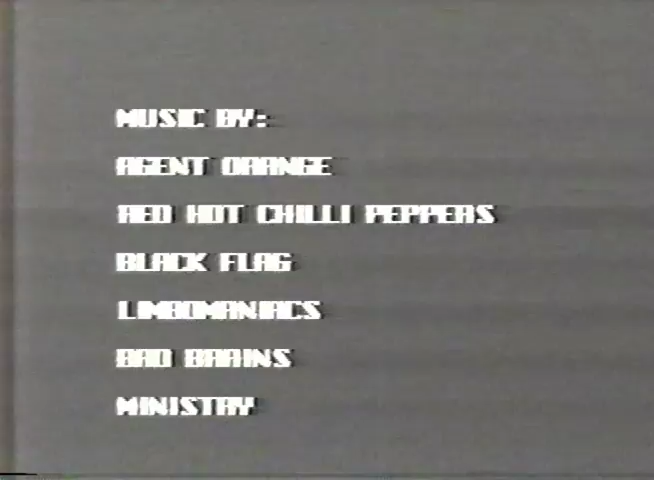 MUSIC BY:
AGENT ORANGE
RED HOT CHILLI PEPPERS
BLACK FLAG
LIMBOMANIACS
BAD BRAINS
MINISTRY